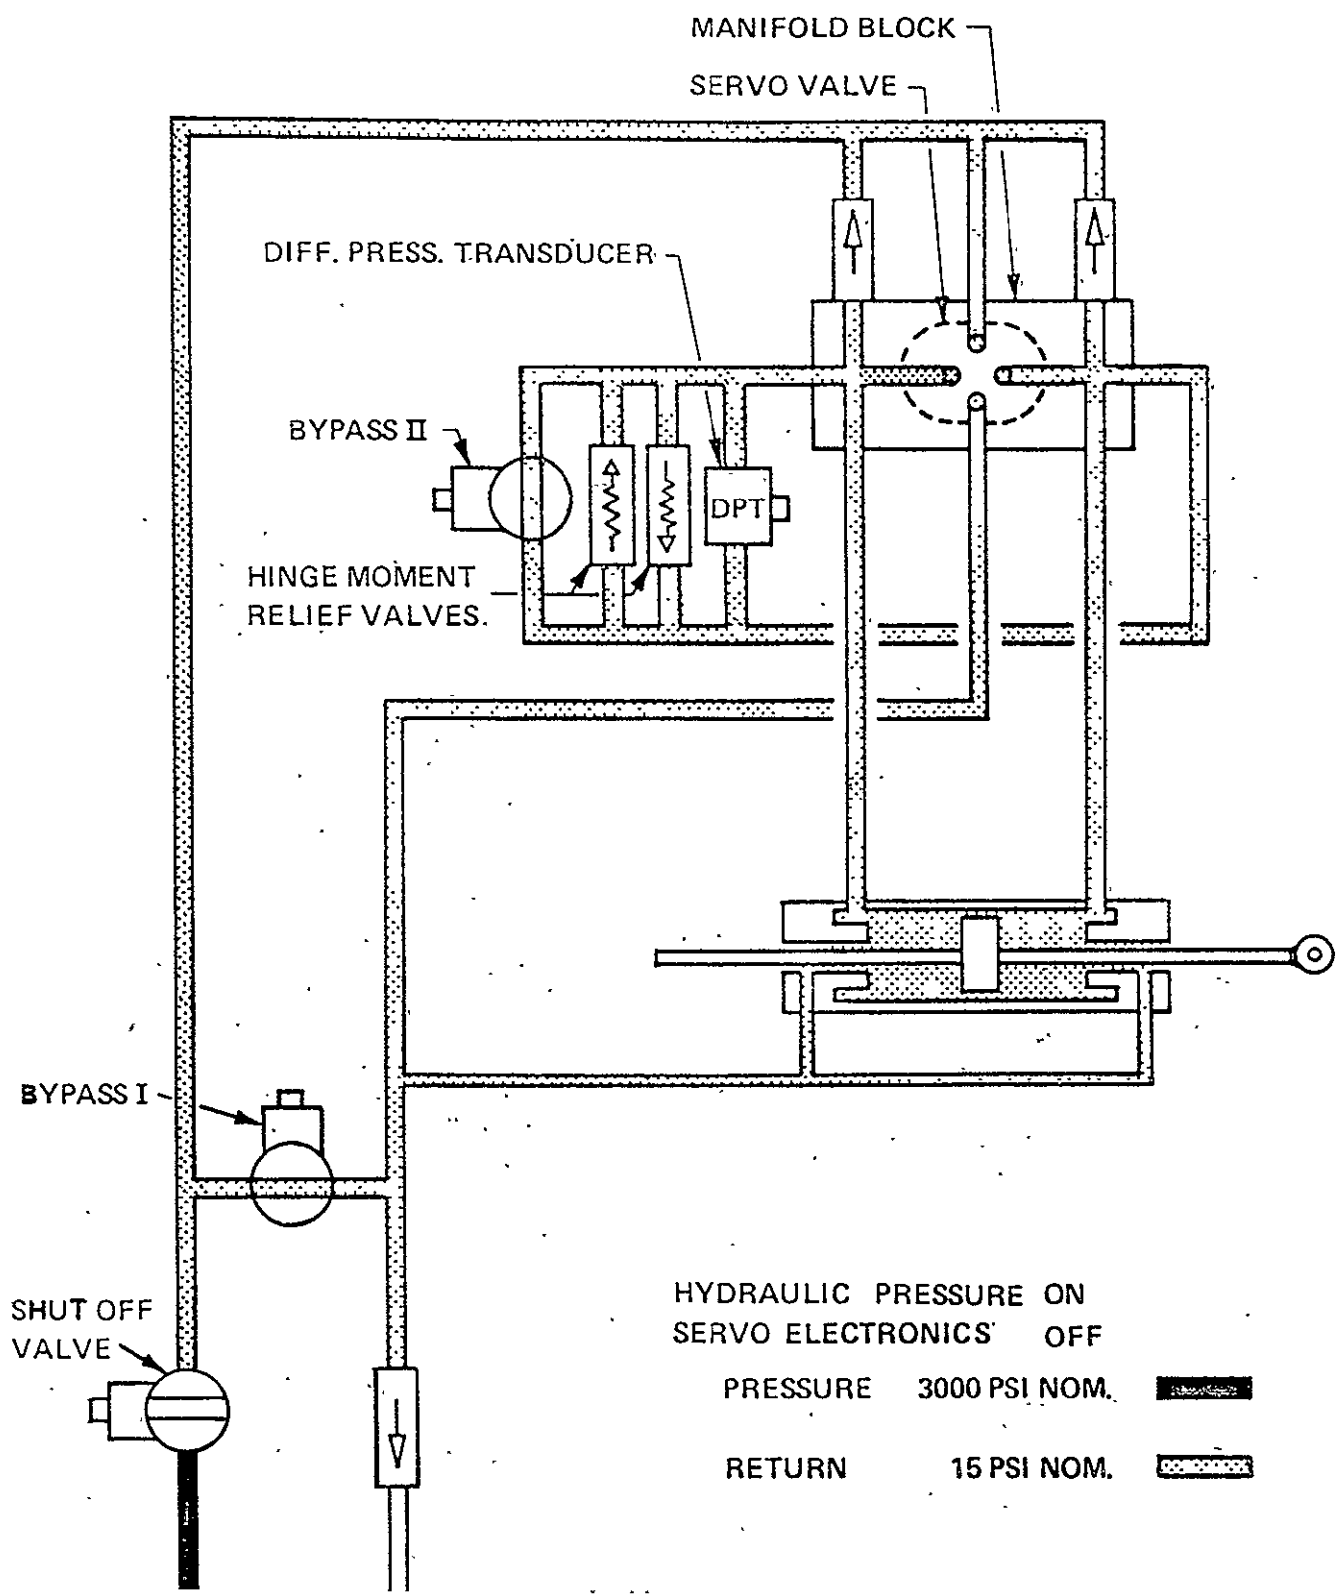 MANIFOLD BLOCK
SERVO VALVE
DIFF. PRESS. TRANSDUCER
BYPASS II
DPT
HINGE MOMENT
RELIEF VALVES.
BYPASS I
SHUT OFF
VALVE
HYDRAULIC PRESSURE ON
SERVO ELECTRONICS OFF
PRESSURE 3000 PSI NOM.
RETURN 15 PSI NOM.